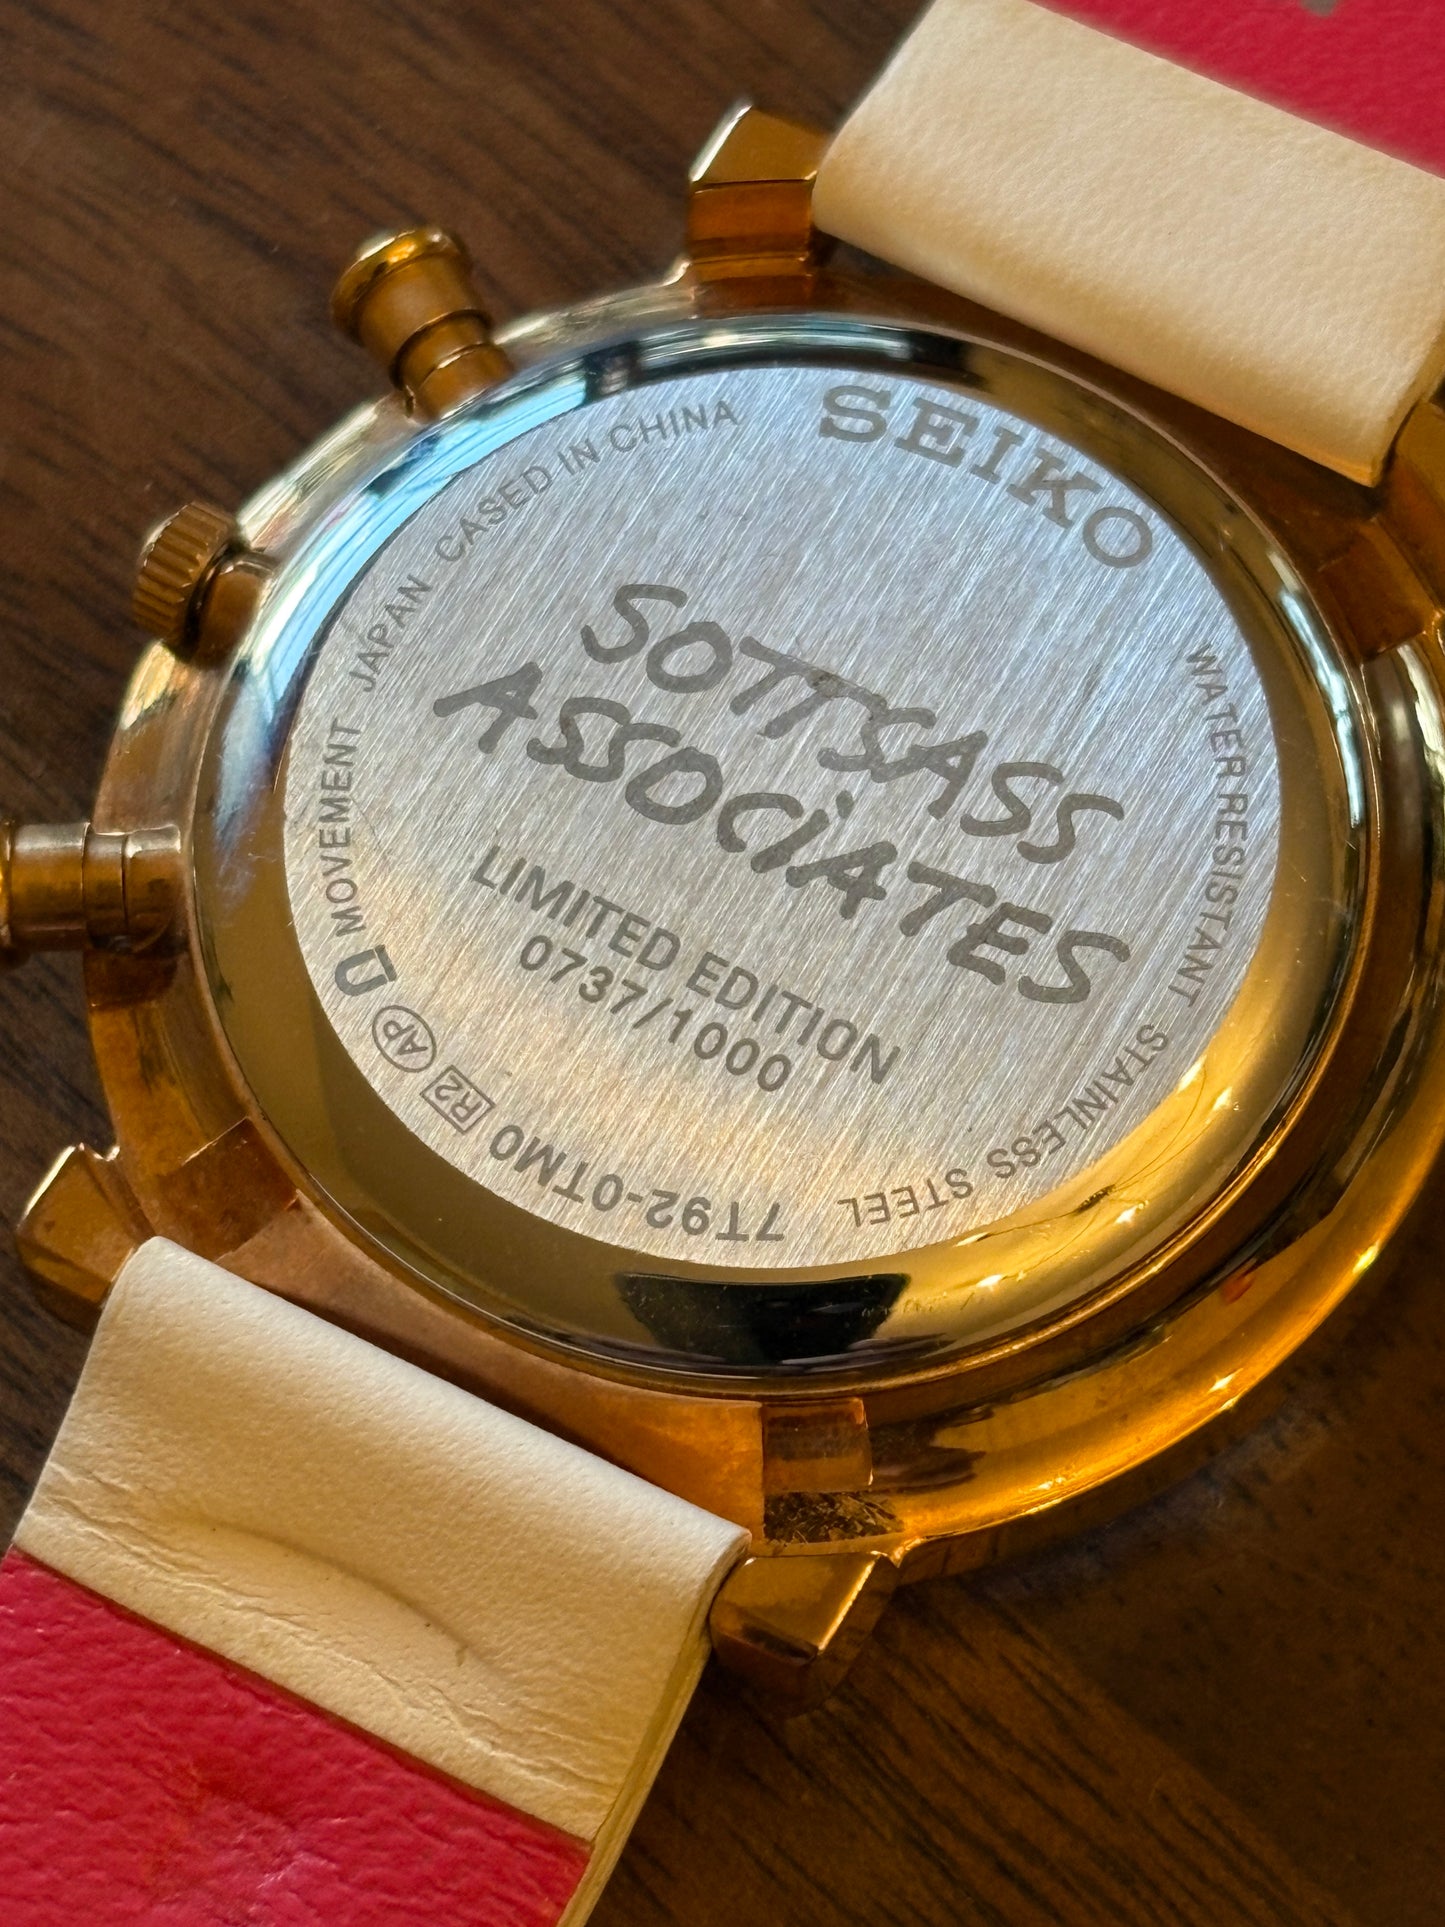 SEIKO
SOTTSASS
ASSOCiATES
LIMITED EDITION
0737/1000
WATER RESISTANT STAINLESS STEEL
7T92-0TM0 R2 AP
MOVEMENT JAPAN CASED IN CHINA